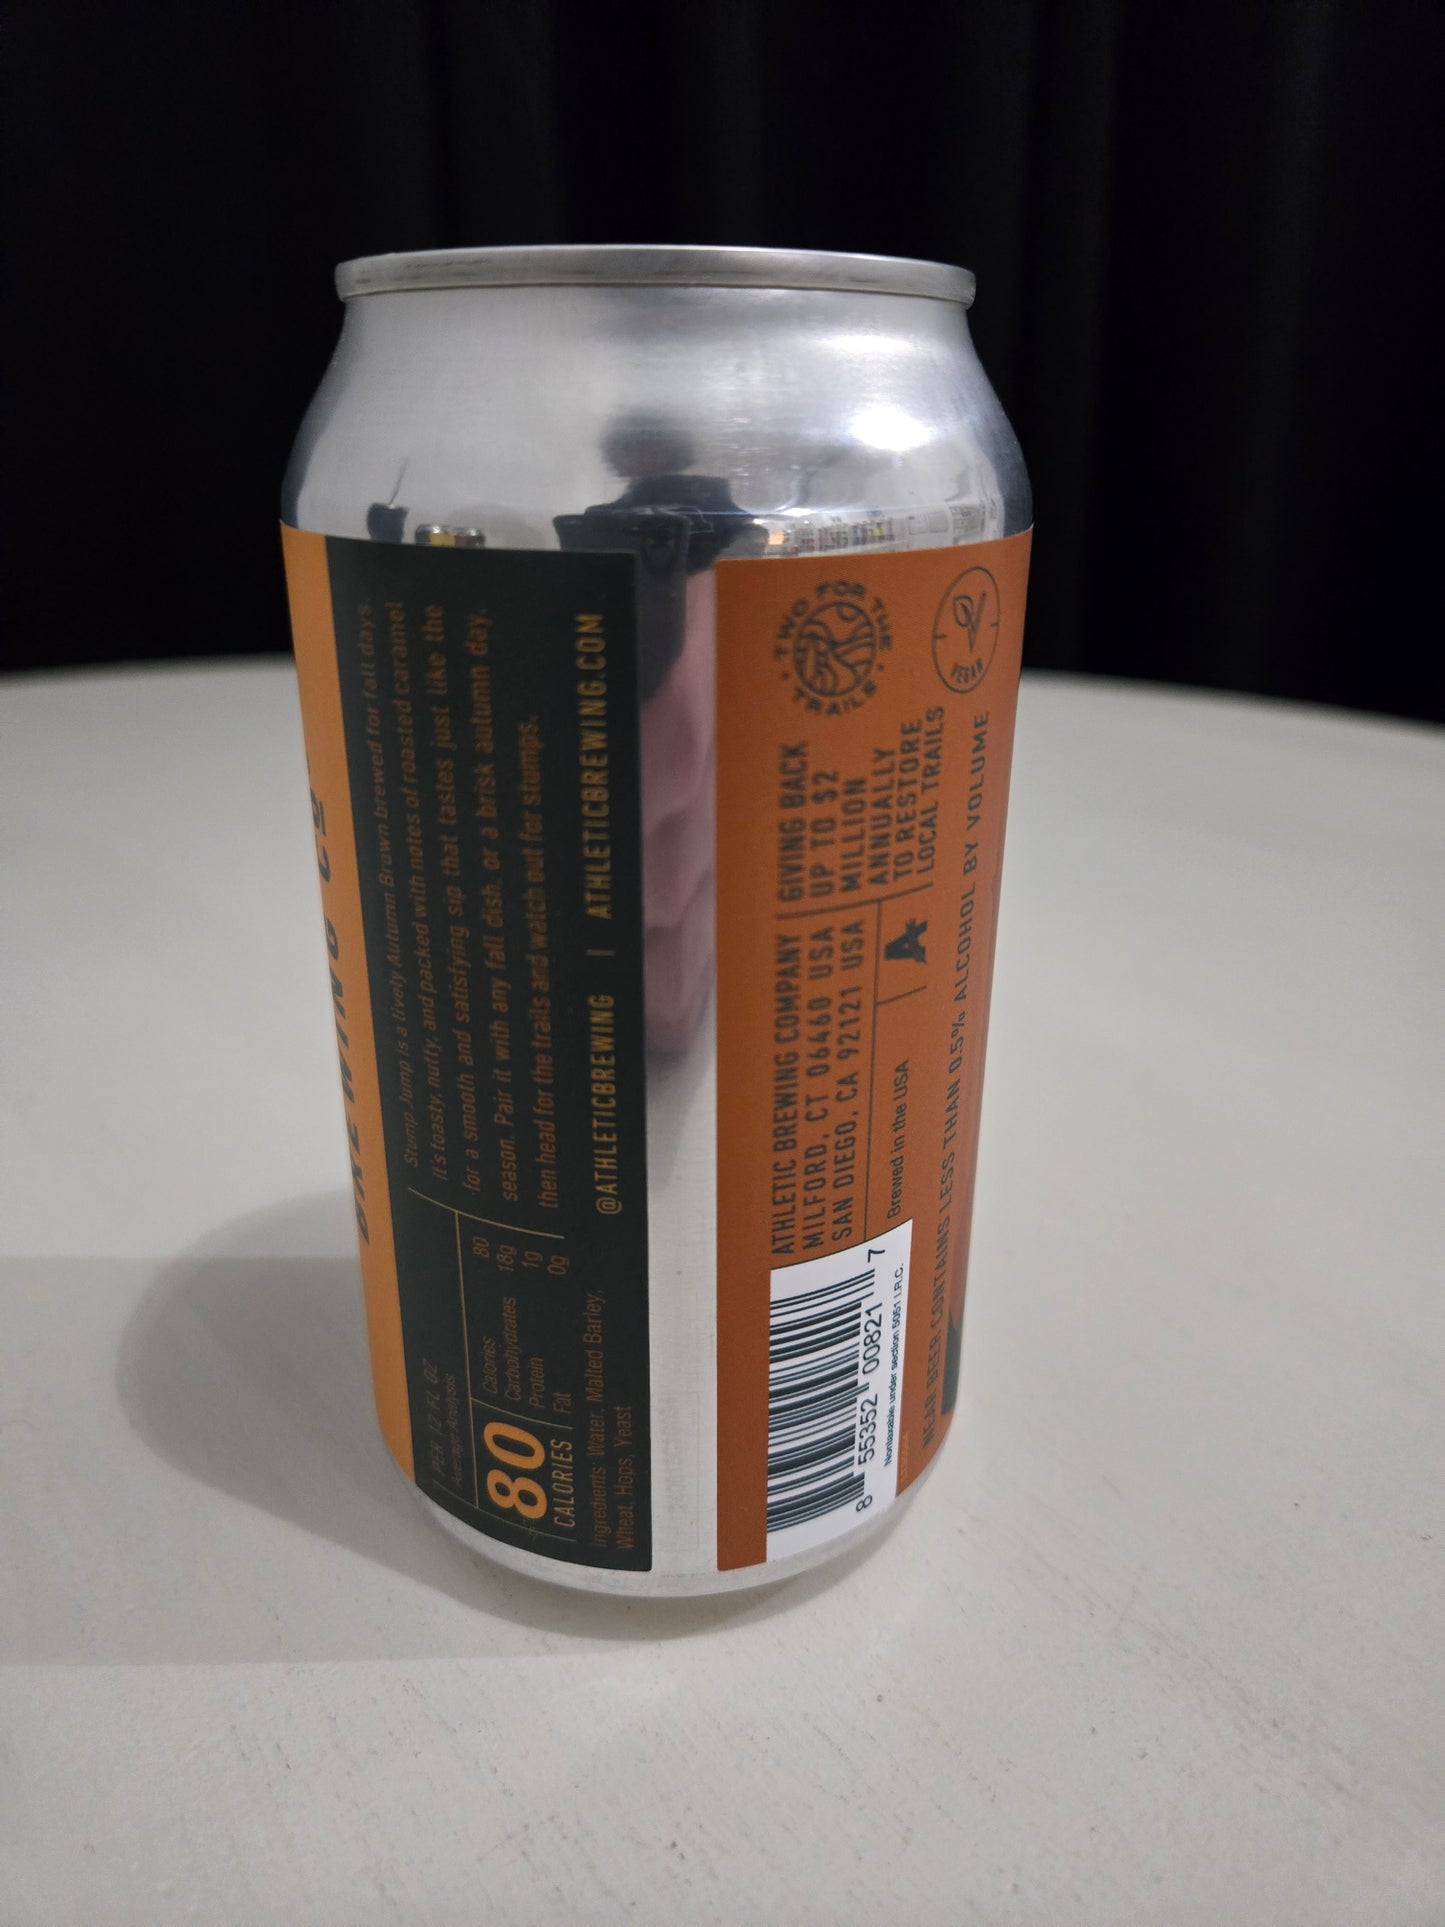 BREWING CO
Stump Jump is a lively Autumn Brown brewed for fall days.
It's toasty, nutty, and packed with notes of roasted caramel
for a smooth and satisfying sip that tastes just like the
season. Pair it with any fall dish, or a brisk autumn day,
then head for the trails and watch out for stumps.
@ATHLETICBREWING | ATHLETICBREWING.COM
PER 12 FL OZ
Average Analysis
80
CALORIES
Calories 80
Carbohydrates 18g
Protein 1g
Fat 0g
Ingredients: Water, Malted Barley,
Wheat, Hops, Yeast
ATHLETIC BREWING COMPANY
MILFORD, CT 06460 USA
SAN DIEGO, CA 92121 USA
GIVING BACK
UP TO $2
MILLION
ANNUALLY
TO RESTORE
LOCAL TRAILS
TWO FOR THE TRAILS
VEGAN
A
Brewed in the USA
NEAR BEER CONTAINS LESS THAN 0.5% ALCOHOL BY VOLUME
8 55352 00821 7
Nontaxable under section 5051 I.R.C.